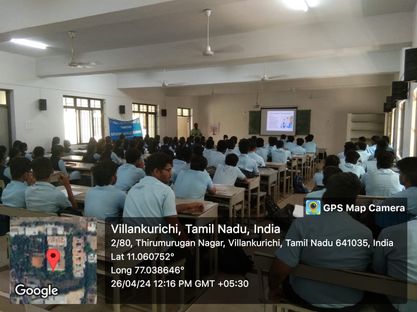 GPS Map Camera
Villankurichi, Tamil Nadu, India
2/80, Thirumurugan Nagar, Villankurichi, Tamil Nadu 641035, India
Lat 11.060752°
Long 77.038646°
26/04/24 12:16 PM GMT +05:30
Google